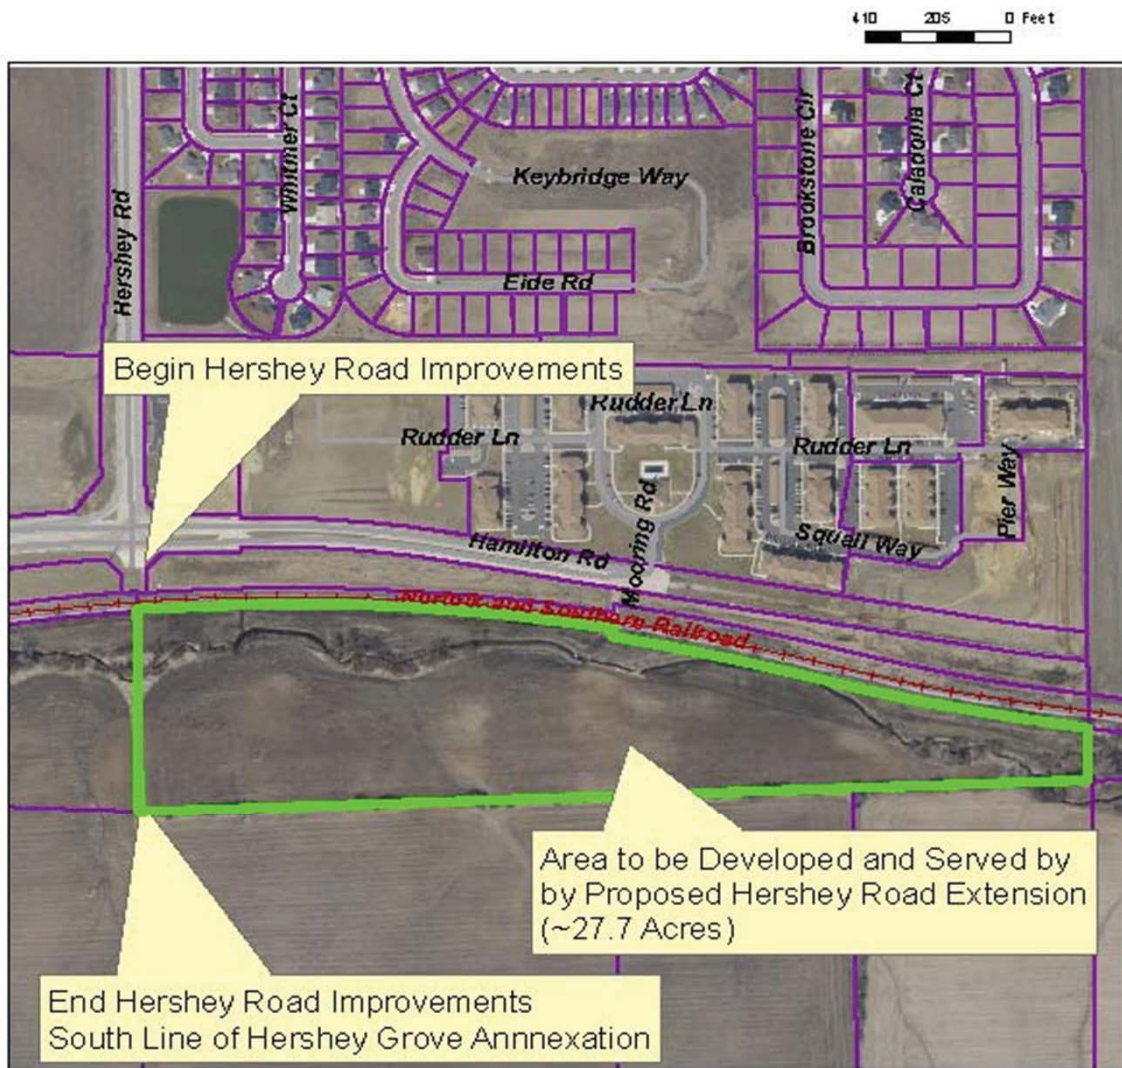 410 205 0 Feet
Hershey Rd
Whitmer Ct
Keybridge Way
Brookstone Cir
Caladonia Ct
Eide Rd
Begin Hershey Road Improvements
Rudder Ln
Rudder Ln
Rudder Ln
Mooring Rd
Pier Way
Squall Way
Hamilton Rd
Norfolk and Southern Railroad
Area to be Developed and Served by
by Proposed Hershey Road Extension
(~27.7 Acres)
End Hershey Road Improvements
South Line of Hershey Grove Annnexation